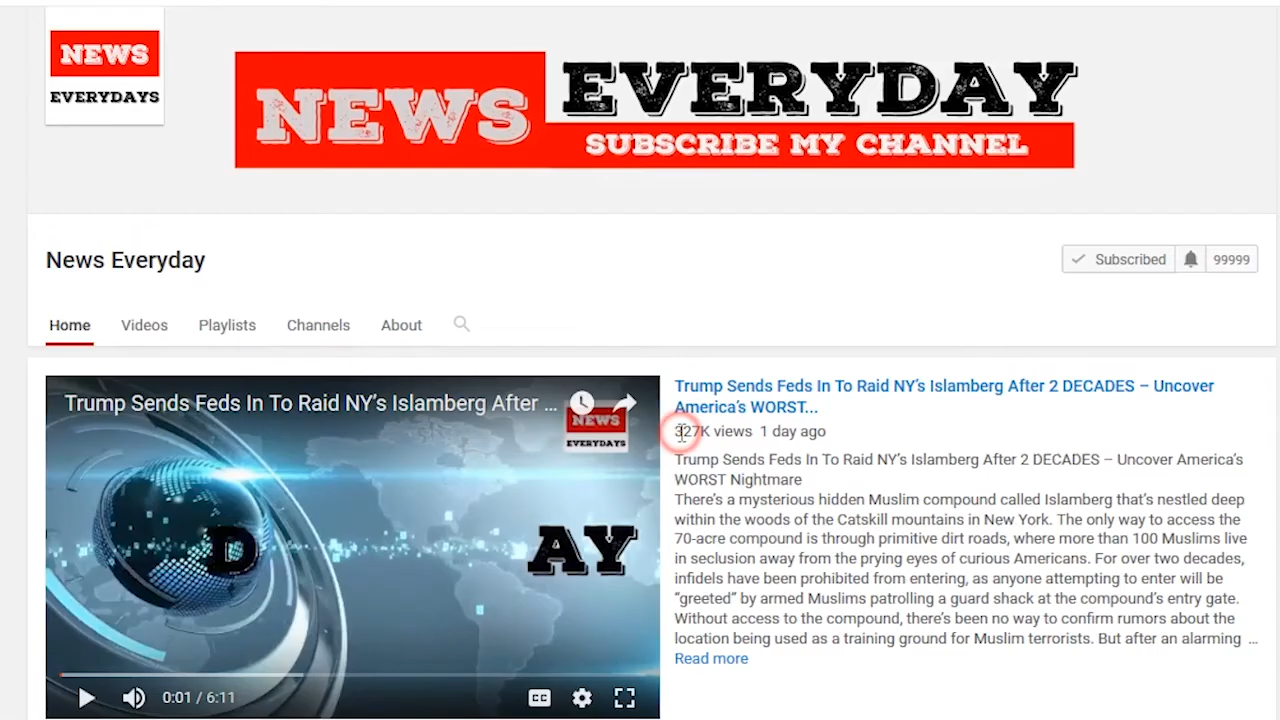 NEWS
EVERYDAYS
NEWS
EVERYDAY
SUBSCRIBE MY CHANNEL
News Everyday
Subscribed
99999
Home
Videos
Playlists
Channels
About
Trump Sends Feds In To Raid NY's Islamberg After ...
NEWS
EVERYDAYS
D
AY
0:01 / 6:11
CC
Trump Sends Feds In To Raid NY's Islamberg After 2 DECADES – Uncover
America's WORST...
327K views 1 day ago
Trump Sends Feds In To Raid NY's Islamberg After 2 DECADES – Uncover America's
WORST Nightmare
There's a mysterious hidden Muslim compound called Islamberg that's nestled deep
within the woods of the Catskill mountains in New York. The only way to access the
70-acre compound is through primitive dirt roads, where more than 100 Muslims live
in seclusion away from the prying eyes of curious Americans. For over two decades,
infidels have been prohibited from entering, as anyone attempting to enter will be
“greeted” by armed Muslims patrolling a guard shack at the compound's entry gate.
Without access to the compound, there's been no way to confirm rumors about the
location being used as a training ground for Muslim terrorists. But after an alarming ...
Read more